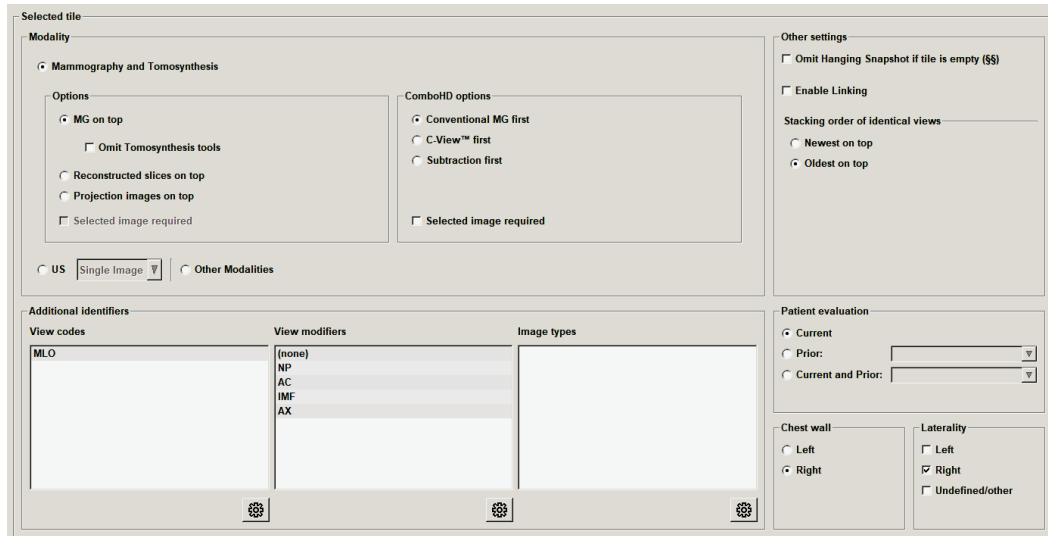 Selected tile
Modality
Mammography and Tomosynthesis
Options
MG on top
Omit Tomosynthesis tools
Reconstructed slices on top
Projection images on top
Selected image required
ComboHD options
Conventional MG first
C-View™ first
Subtraction first
Selected image required
US Single Image Other Modalities
Other settings
Omit Hanging Snapshot if tile is empty (§§)
Enable Linking
Stacking order of identical views
Newest on top
Oldest on top
Additional identifiers
View codes
MLO
View modifiers
(none)
NP
AC
IMF
AX
Image types
Patient evaluation
Current
Prior:
Current and Prior:
Chest wall
Left
Right
Laterality
Left
Right
Undefined/other